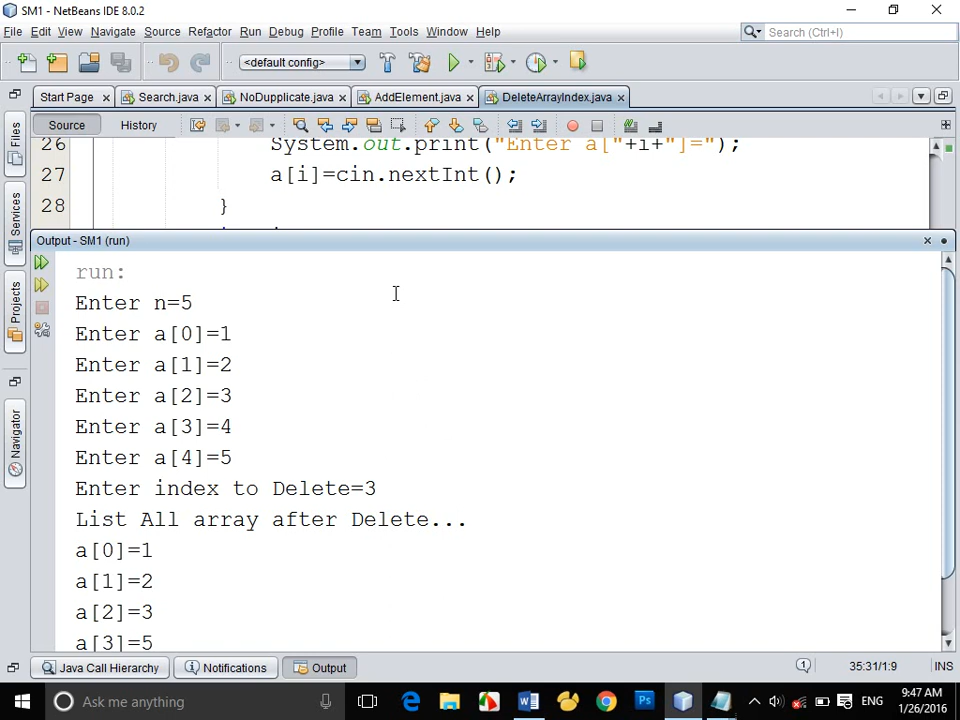 SM1 - NetBeans IDE 8.0.2
File Edit View Navigate Source Refactor Run Debug Profile Team Tools Window Help
Search (Ctrl+I)
<default config>
Start Page Search.java NoDupplicate.java AddElement.java DeleteArrayIndex.java
Source History
Files
Services
Projects
Navigator
26 System.out.print("Enter a["+i+"]=");
27 a[i]=cin.nextInt();
28 }
Output - SM1 (run)
run:
Enter n=5
Enter a[0]=1
Enter a[1]=2
Enter a[2]=3
Enter a[3]=4
Enter a[4]=5
Enter index to Delete=3
List All array after Delete...
a[0]=1
a[1]=2
a[2]=3
a[3]=5
Java Call Hierarchy Notifications Output
1 35:31/1:9 INS
Ask me anything
ENG
9:47 AM
1/26/2016